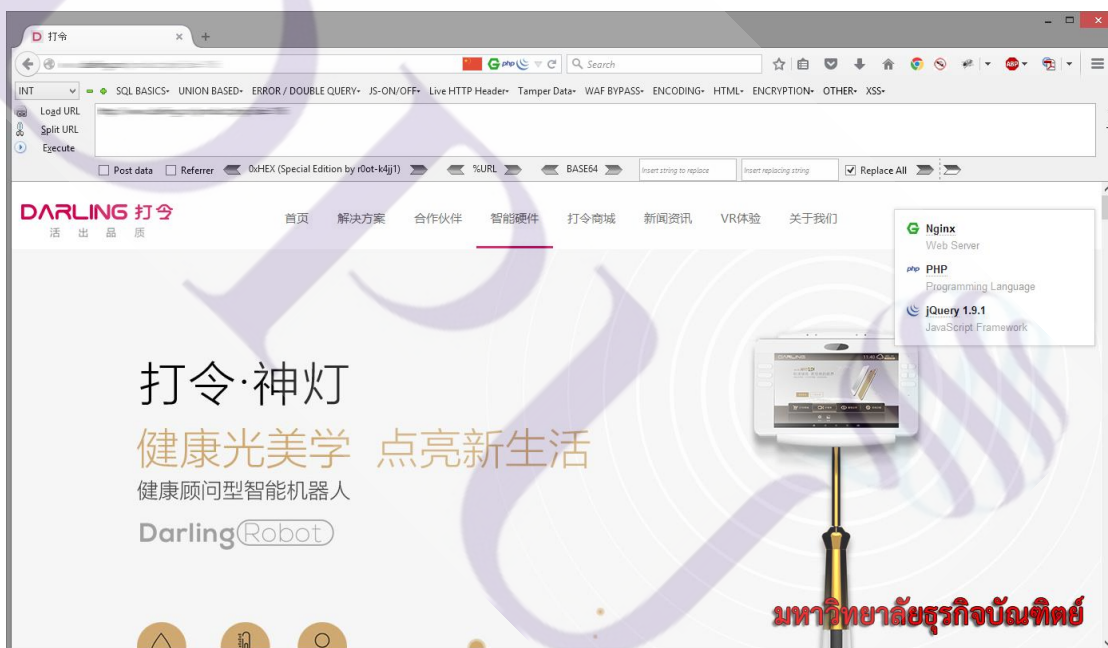 打令
Search
INT
SQL BASICS UNION BASED ERROR / DOUBLE QUERY JS-ON/OFF Live HTTP Header Tamper Data WAF BYPASS ENCODING HTML ENCRYPTION OTHER XSS
Load URL
Split URL
Execute
Post data Referrer 0xHEX (Special Edition by r0ot-k4jj1) %URL BASE64 Insert string to replace Insert replacing string Replace All
DARLING 打令
活出品质
首页 解决方案 合作伙伴 智能硬件 打令商城 新闻资讯 VR体验 关于我们
Nginx
Web Server
php PHP
Programming Language
jQuery 1.9.1
JavaScript Framework
打令·神灯
健康光美学 点亮新生活
健康顾问型智能机器人
Darling Robot
DARLING 11:40
มหาวิทยาลัยธุรกิจบัณฑิตย์